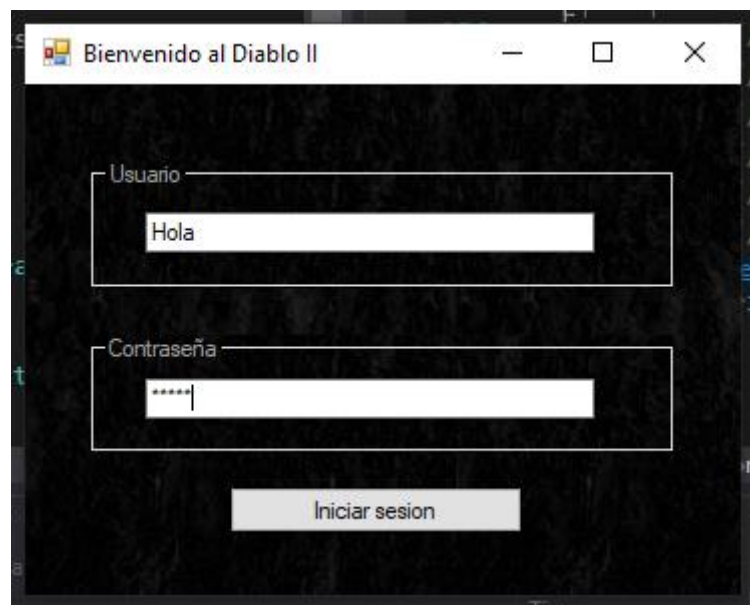 Bienvenido al Diablo II
Usuario
Hola
Contraseña
*****
Iniciar sesion